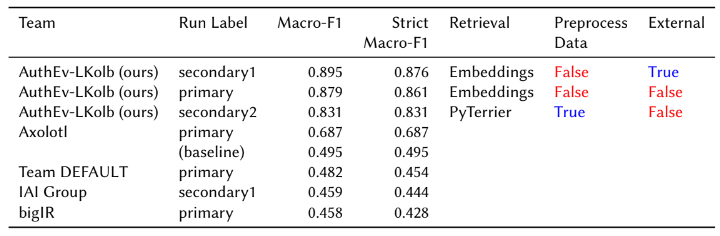 Team Run Label Macro-F1 Strict Retrieval Preprocess External
Macro-F1 Data
AuthEv-LKolb (ours) secondary1 0.895 0.876 Embeddings False True
AuthEv-LKolb (ours) primary 0.879 0.861 Embeddings False False
AuthEv-LKolb (ours) secondary2 0.831 0.831 PyTerrier True False
Axolotl primary 0.687 0.687
(baseline) 0.495 0.495
Team DEFAULT primary 0.482 0.454
IAI Group secondary1 0.459 0.444
bigIR primary 0.458 0.428